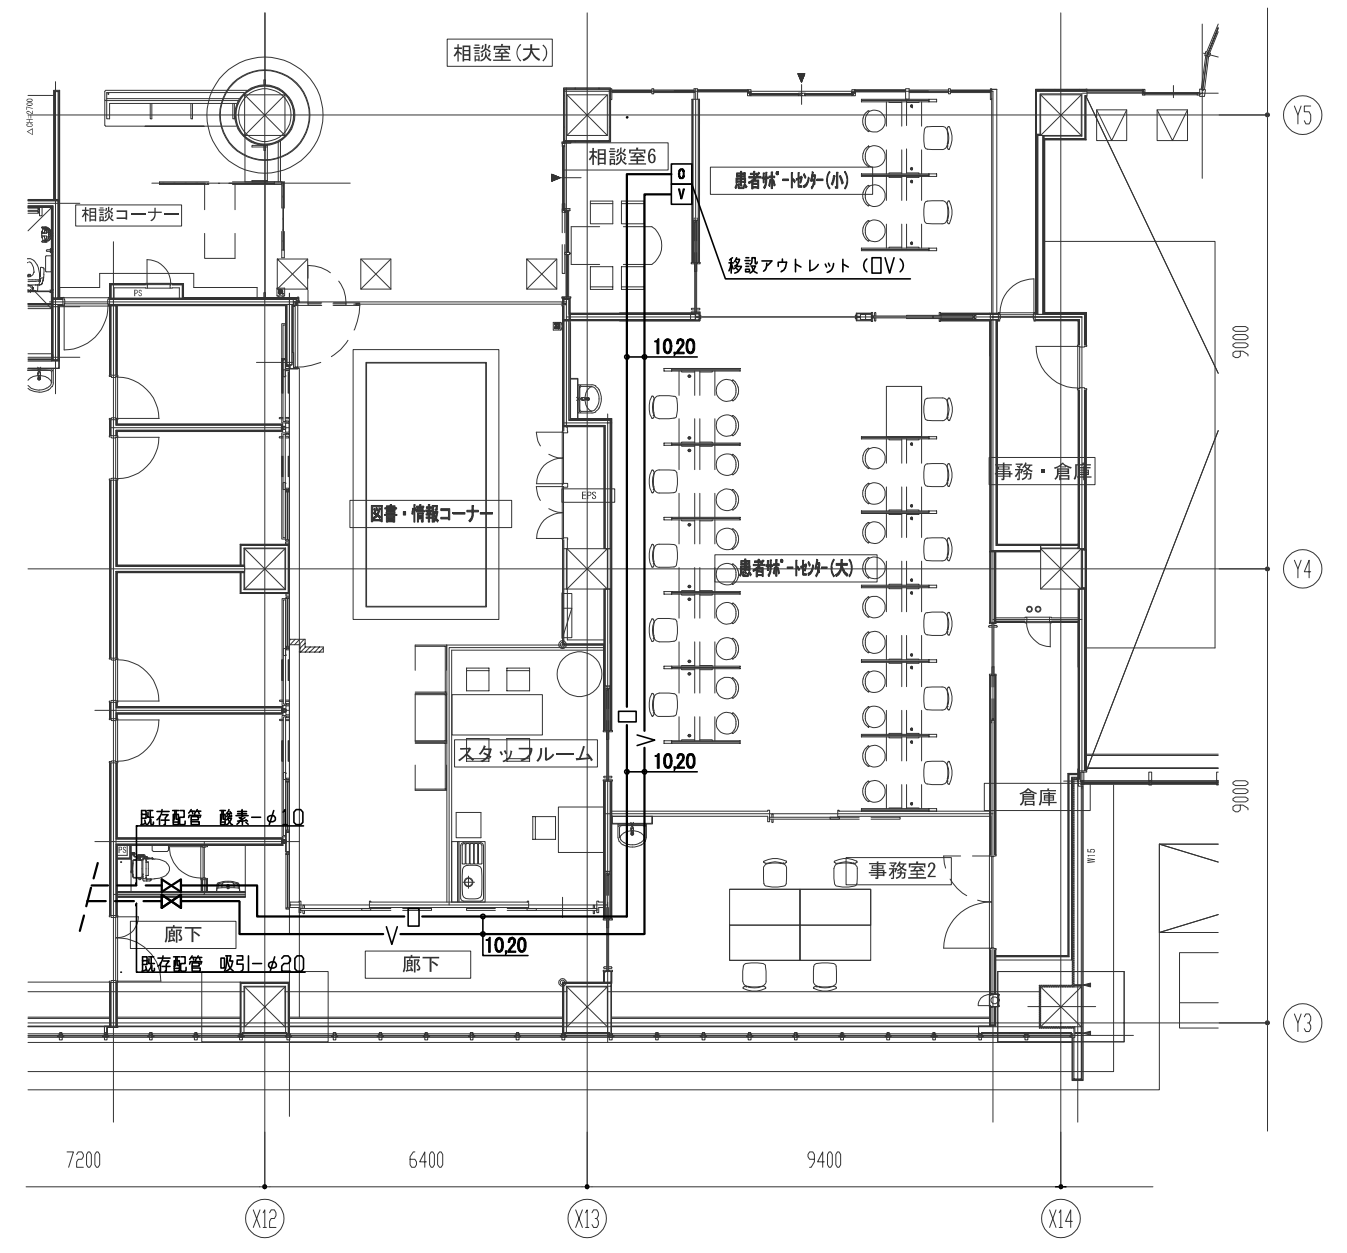 相談室(大)
△CH=2700
Y5
相談室6
O
患者ｻﾎﾟｰﾄｾﾝﾀｰ(小)
V
相談コーナー
移設アウトレット（OV）
PS
10,20
9000
事務・倉庫
EPS
図書・情報コーナー
患者ｻﾎﾟｰﾄｾﾝﾀｰ(大)
Y4
O
V
スタッフルーム
10,20
倉庫
9000
既存配管 酸素-φ10
PS
W15
事務室2
廊下
O
V
10,20
既存配管 吸引-φ20
廊下
Y3
7200
6400
9400
X12
X13
X14